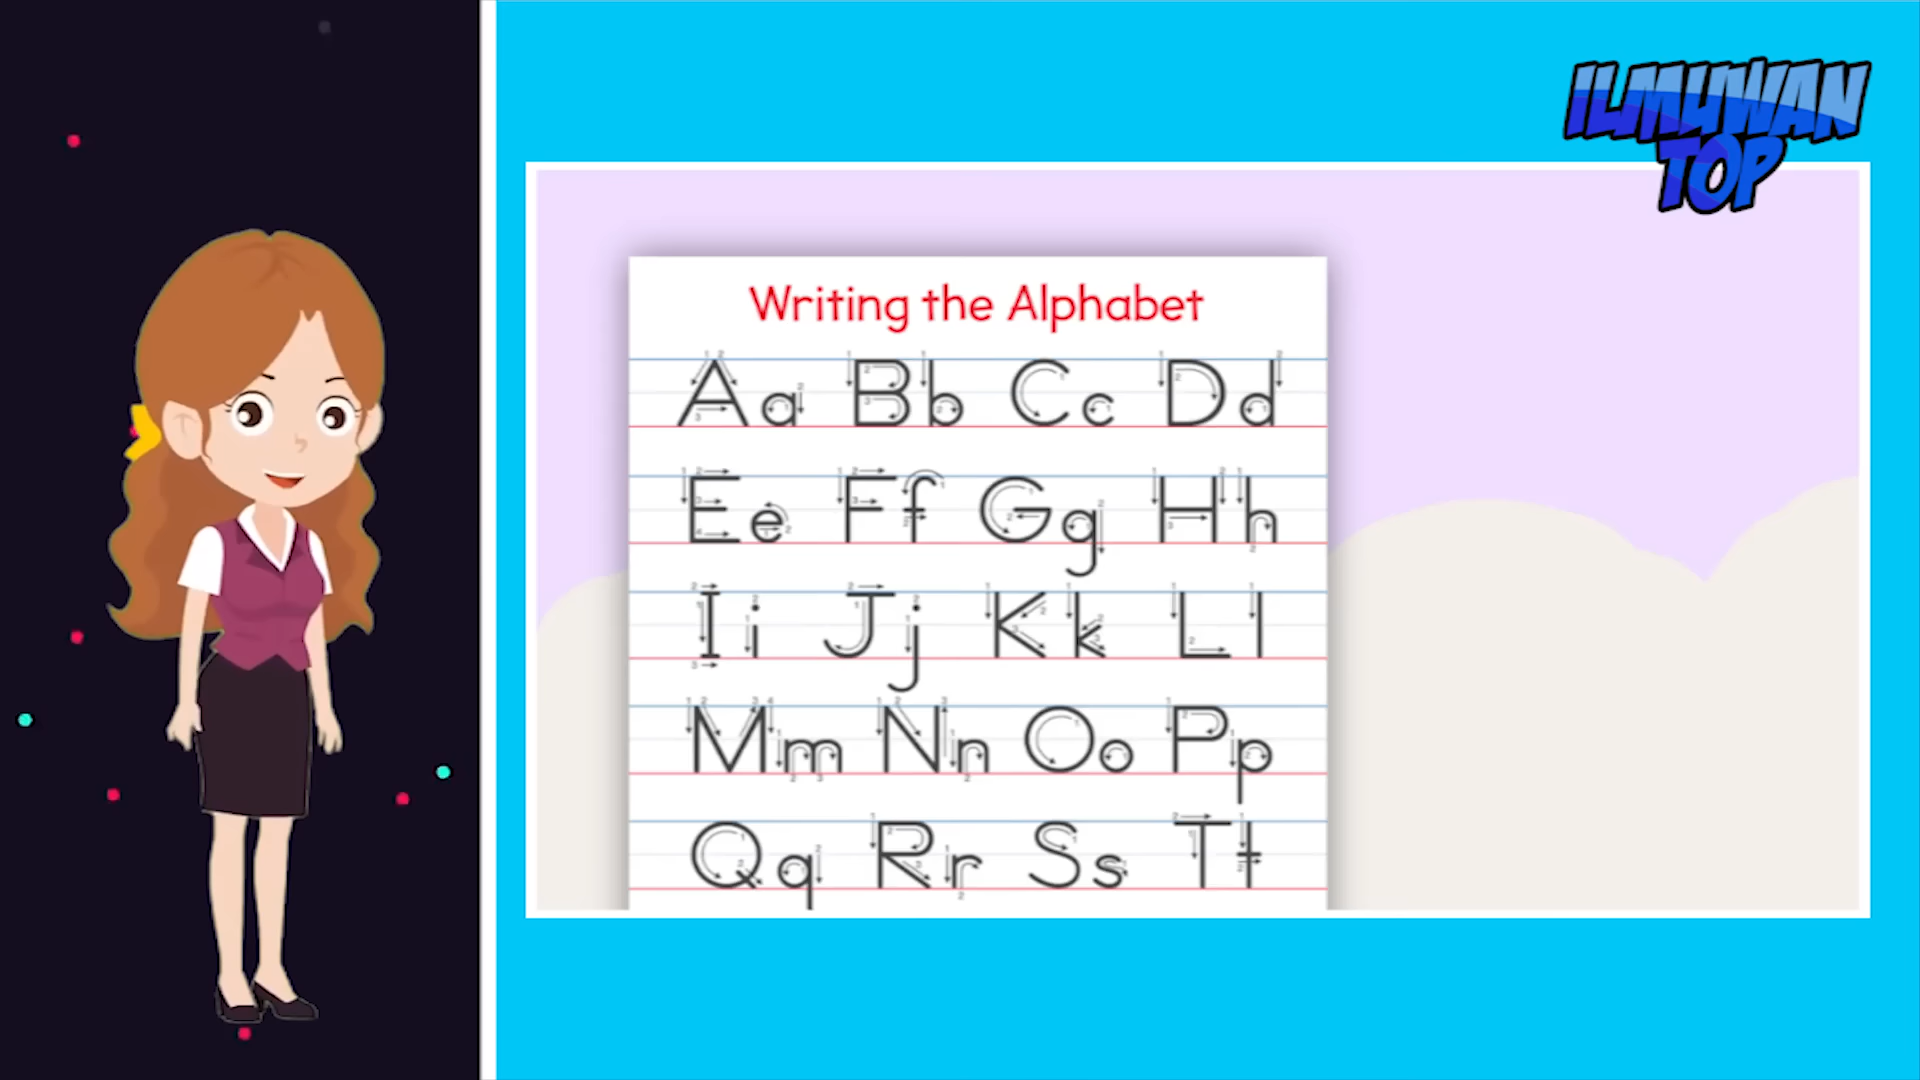 ILMUWAN
TOP
Writing the Alphabet
Aa Bb Cc Dd
Ee Ff Gg Hh
Ii Jj Kk Ll
Mm Nn Oo Pp
Qq Rr Ss Tt